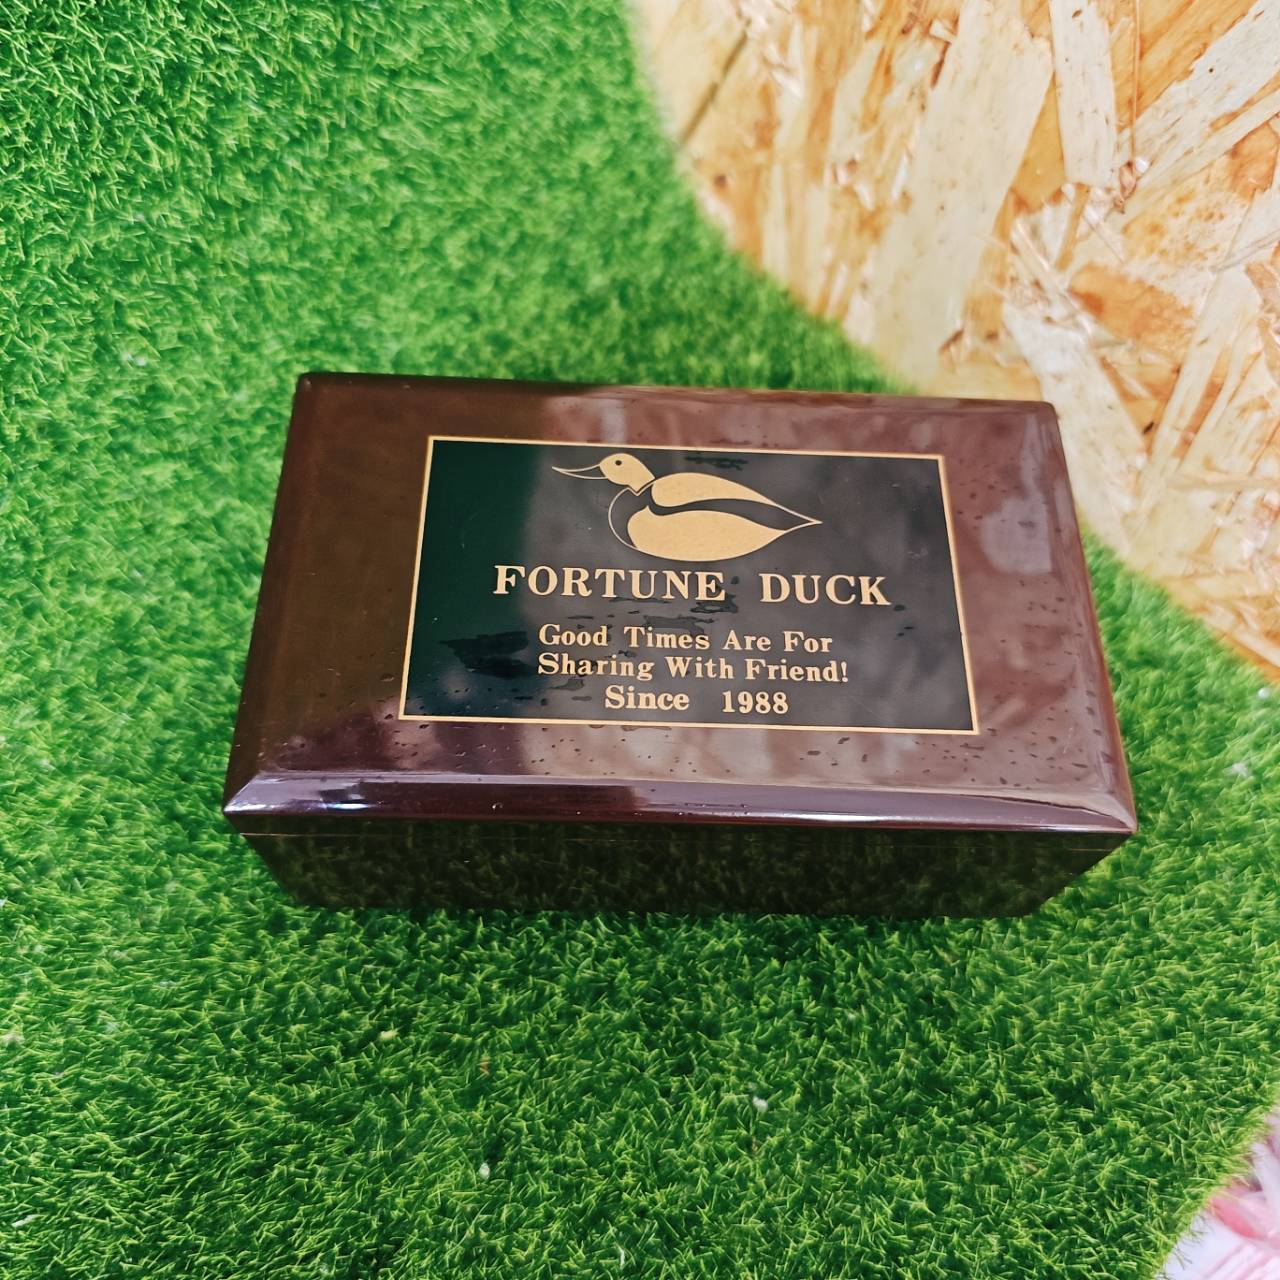 FORTUNE DUCK
Good Times Are For
Sharing With Friend!
Since 1988